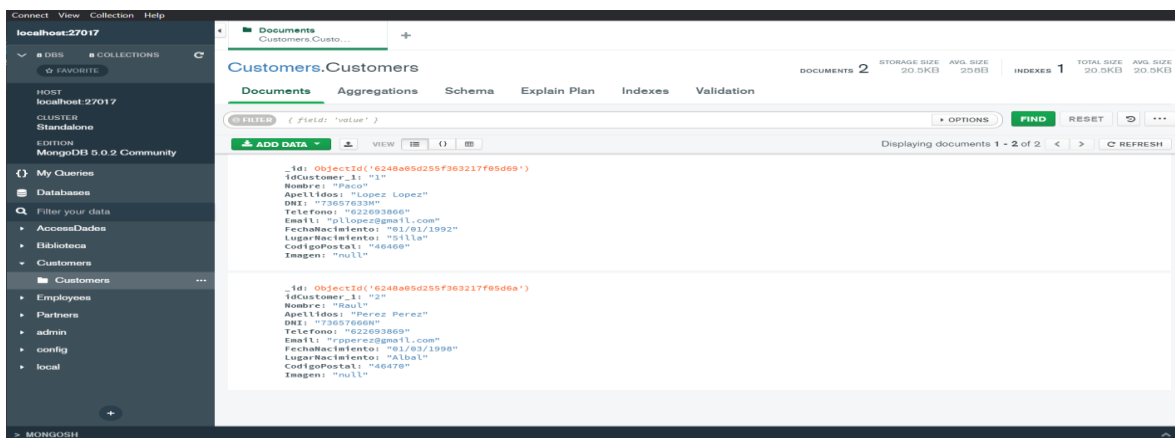 Connect View Collection Help
localhost:27017
8 DBS 8 COLLECTIONS
FAVORITE
HOST
localhost:27017
CLUSTER
Standalone
EDITION
MongoDB 5.0.2 Community
{} My Queries
Databases
Filter your data
AccessDades
Biblioteca
Customers
Customers
Employees
Partners
admin
config
local
+
> MONGOSH
Documents
Customers.Custo...
+
Customers.Customers
DOCUMENTS 2 STORAGE SIZE 20.5KB AVG. SIZE 256B INDEXES 1 TOTAL SIZE 20.5KB AVG. SIZE 20.5KB
Documents Aggregations Schema Explain Plan Indexes Validation
FILTER { field: 'value' } OPTIONS FIND RESET ...
ADD DATA VIEW {} Displaying documents 1 - 2 of 2 < > REFRESH
_id: ObjectId('6248a05d255f363217f05d69')
idCustomer_1: "1"
Nombre: "Paco"
Apellidos: "Lopez Lopez"
DNI: "73657633M"
Telefono: "622693866"
Email: "pllopez@gmail.com"
FechaNacimiento: "01/01/1992"
LugarNacimiento: "Silla"
CodigoPostal: "46460"
Imagen: "null"
_id: ObjectId('6248a05d255f363217f05d6a')
idCustomer_1: "2"
Nombre: "Raul"
Apellidos: "Perez Perez"
DNI: "73657666N"
Telefono: "622693869"
Email: "rpperez@gmail.com"
FechaNacimiento: "01/03/1998"
LugarNacimiento: "Albal"
CodigoPostal: "46470"
Imagen: "null"